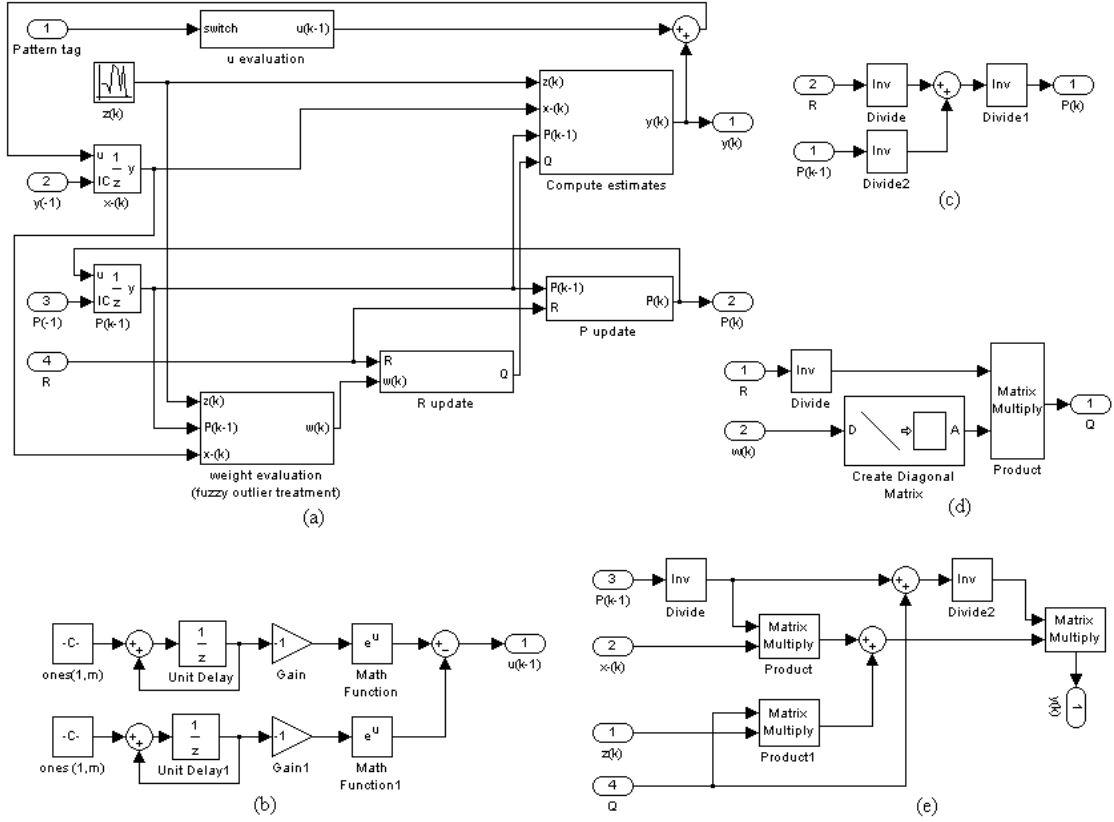 1
Pattern tag
switch
u(k-1)
u evaluation
+
+
z(k)
z(k)
x-(k)
P(k-1)
Q
y(k)
Compute estimates
1
y(k)
u
IC
1
z
y
x-(k)
2
y(-1)
u
IC
1
z
y
P(k-1)
3
P(-1)
P(k-1)
R
P(k)
P update
2
P(k)
4
R
R
w(k)
Q
R update
z(k)
P(k-1)
x-(k)
w(k)
weight evaluation
(fuzzy outlier treatment)
(a)
2
R
Inv
Divide
+
+
Inv
Divide1
1
P(k)
1
P(k-1)
Inv
Divide2
(c)
1
R
Inv
Divide
2
w(k)
D
A
Create Diagonal
Matrix
Matrix
Multiply
Product
1
Q
(d)
-C-
ones(1,m)
+
+
1
z
Unit Delay
-1
Gain
e^u
Math
Function
+
−
1
u(k-1)
-C-
ones (1,m)
+
+
1
z
Unit Delay1
-1
Gain1
e^u
Math
Function1
(b)
3
P(k-1)
Inv
Divide
+
+
Inv
Divide2
Matrix
Multiply
1
y(k)
2
x-(k)
Matrix
Multiply
Product
+
+
1
z(k)
Matrix
Multiply
Product1
4
Q
(e)